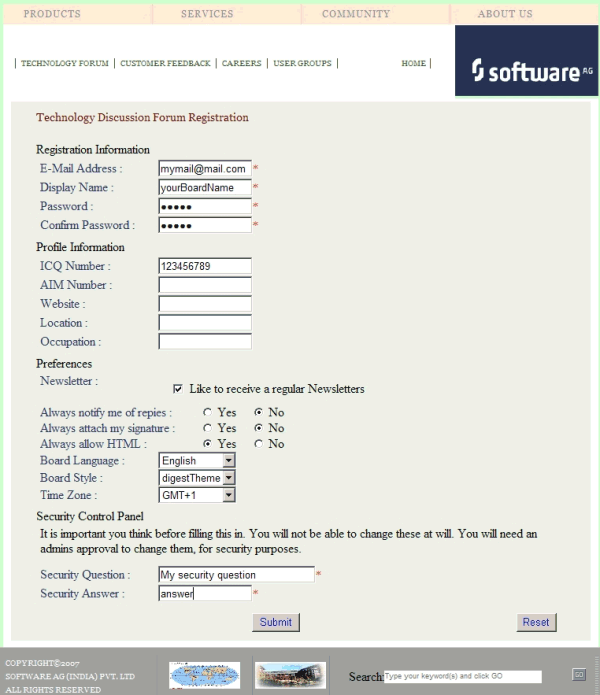 PRODUCTS SERVICES COMMUNITY ABOUT US
| TECHNOLOGY FORUM | CUSTOMER FEEDBACK | CAREERS | USER GROUPS | HOME |
software AG
Technology Discussion Forum Registration
Registration Information
E-Mail Address : mymail@mail.com *
Display Name : yourBoardName *
Password : ●●●●● *
Confirm Password : ●●●●● *
Profile Information
ICQ Number : 123456789
AIM Number :
Website :
Location :
Occupation :
Preferences
Newsletter :
Like to receive a regular Newsletters
Always notify me of repies : Yes No
Always attach my signature : Yes No
Always allow HTML : Yes No
Board Language : English
Board Style : digestTheme
Time Zone : GMT+1
Security Control Panel
It is important you think before filling this in. You will not be able to change these at will. You will need an
admins approval to change them, for security purposes.
Security Question : My security question *
Security Answer : answer *
Submit Reset
COPYRIGHT©2007
SOFTWARE AG (INDIA) PVT. LTD
ALL RIGHTS RESERVED
Search: Type your keyword(s) and click GO GO